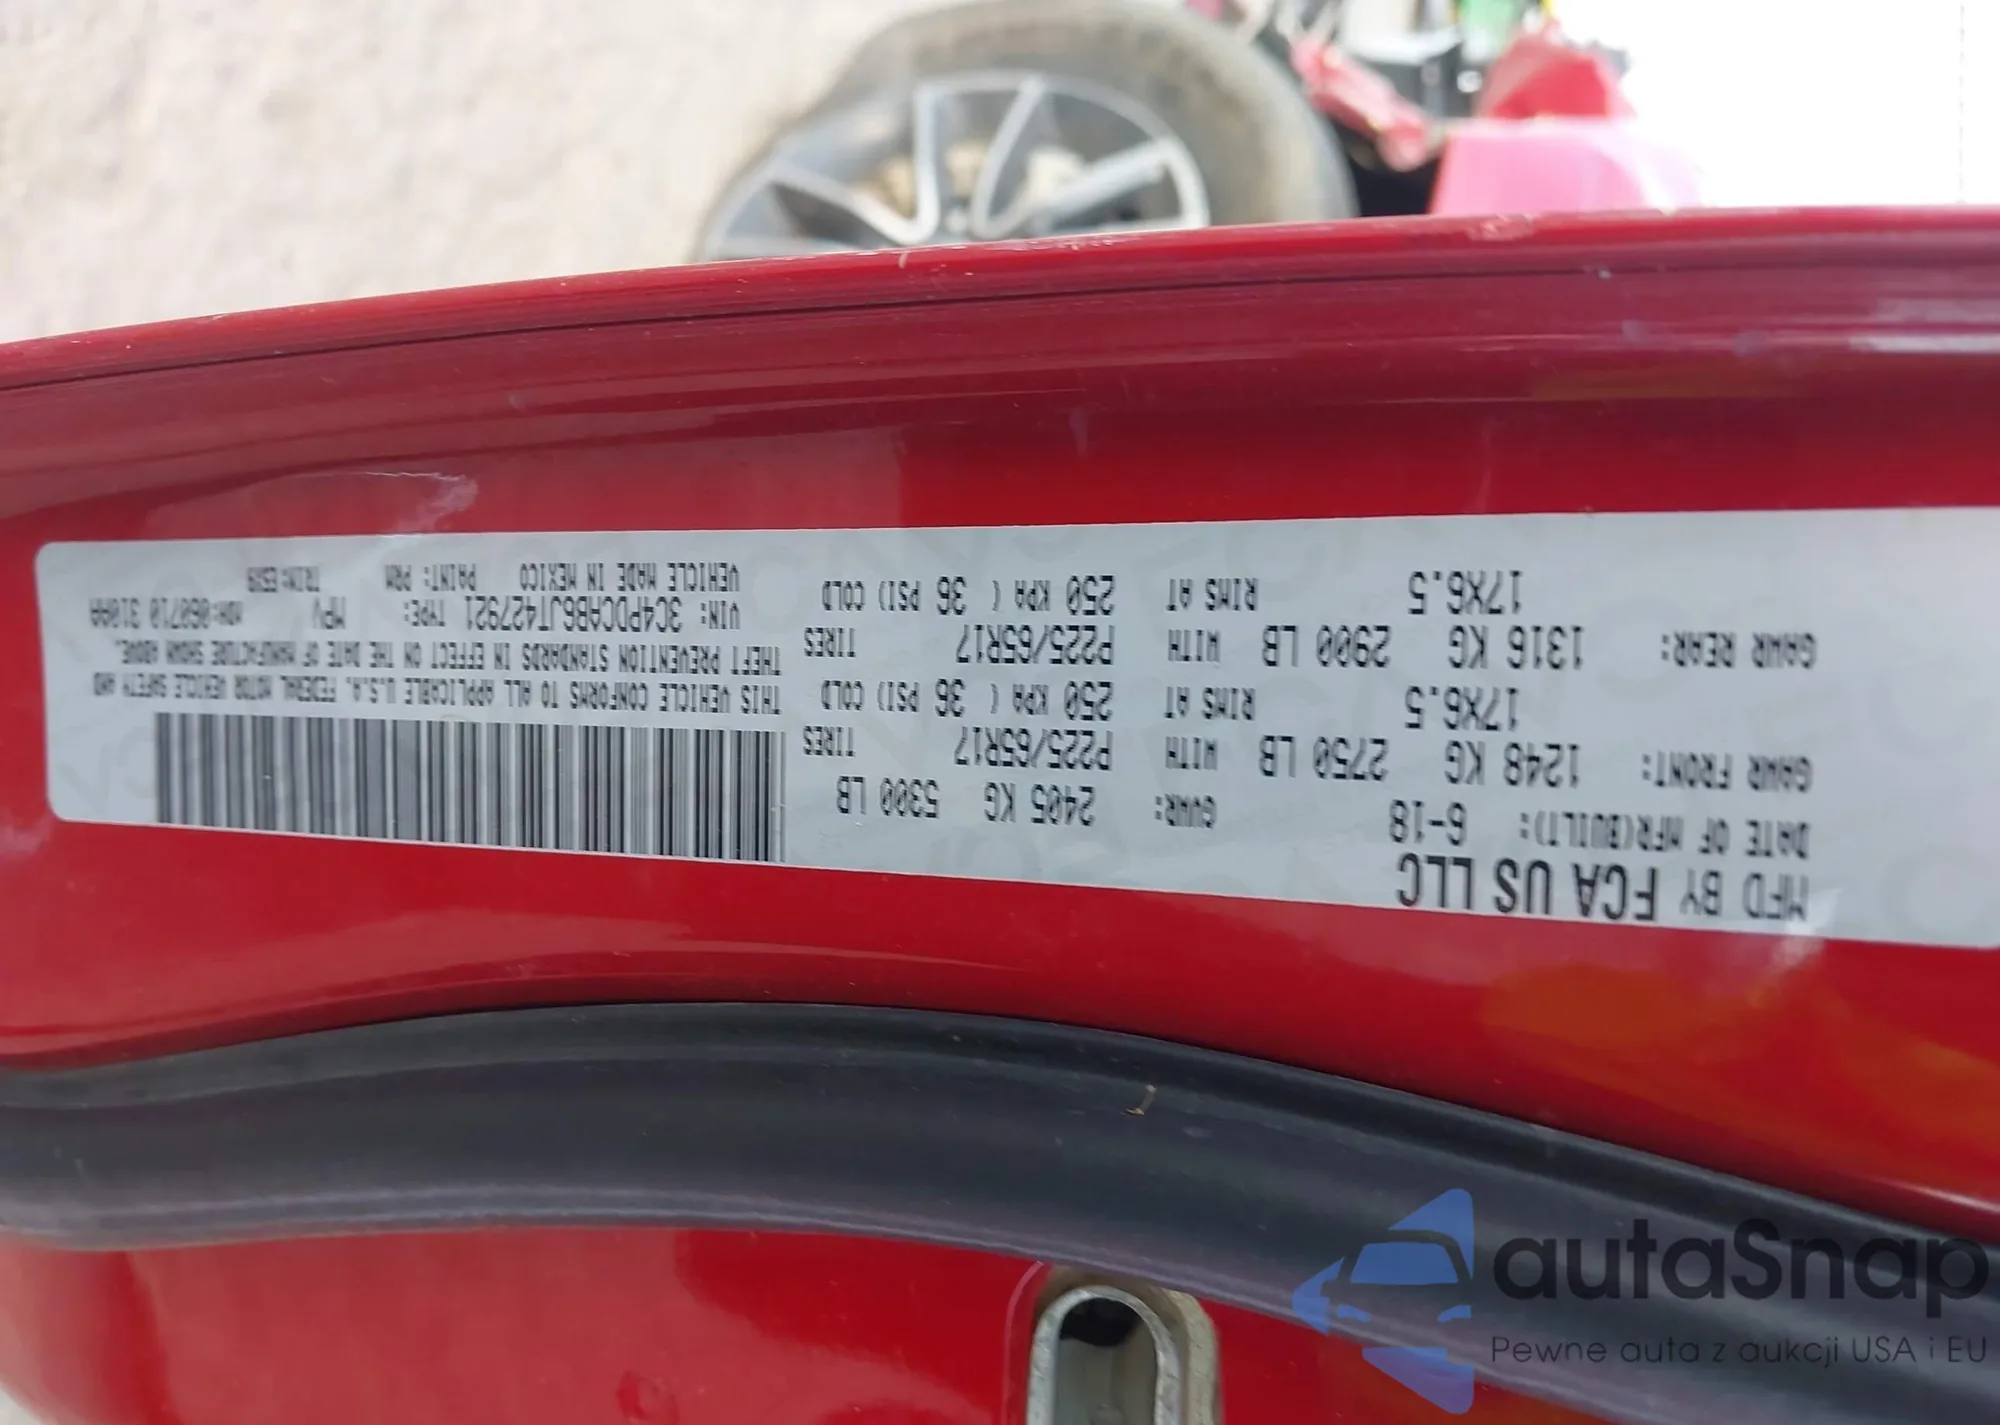 MFD BY FCA US LLC
DATE OF MFR(BUILT): 6-18 GVWR: 2405 KG 5300 LB
GAWR FRONT: 1248 KG 2750 LB WITH P225/65R17 TIRES
17X6.5 RIMS AT 250 KPA ( 36 PSI) COLD
GAWR REAR: 1316 KG 2900 LB WITH P225/65R17 TIRES
17X6.5 RIMS AT 250 KPA ( 36 PSI) COLD
THIS VEHICLE CONFORMS TO ALL APPLICABLE U.S.A. FEDERAL MOTOR VEHICLE SAFETY AND
THEFT PREVENTION STANDARDS IN EFFECT ON THE DATE OF MANUFACTURE SHOWN ABOVE.
VIN: 3C4PDCAB6JT427921 TYPE: MPV MDH:060710 310AA
VEHICLE MADE IN MEXICO PAINT: PRM TRIM:
autaSnap
Pewne auta z aukcji USA i EU